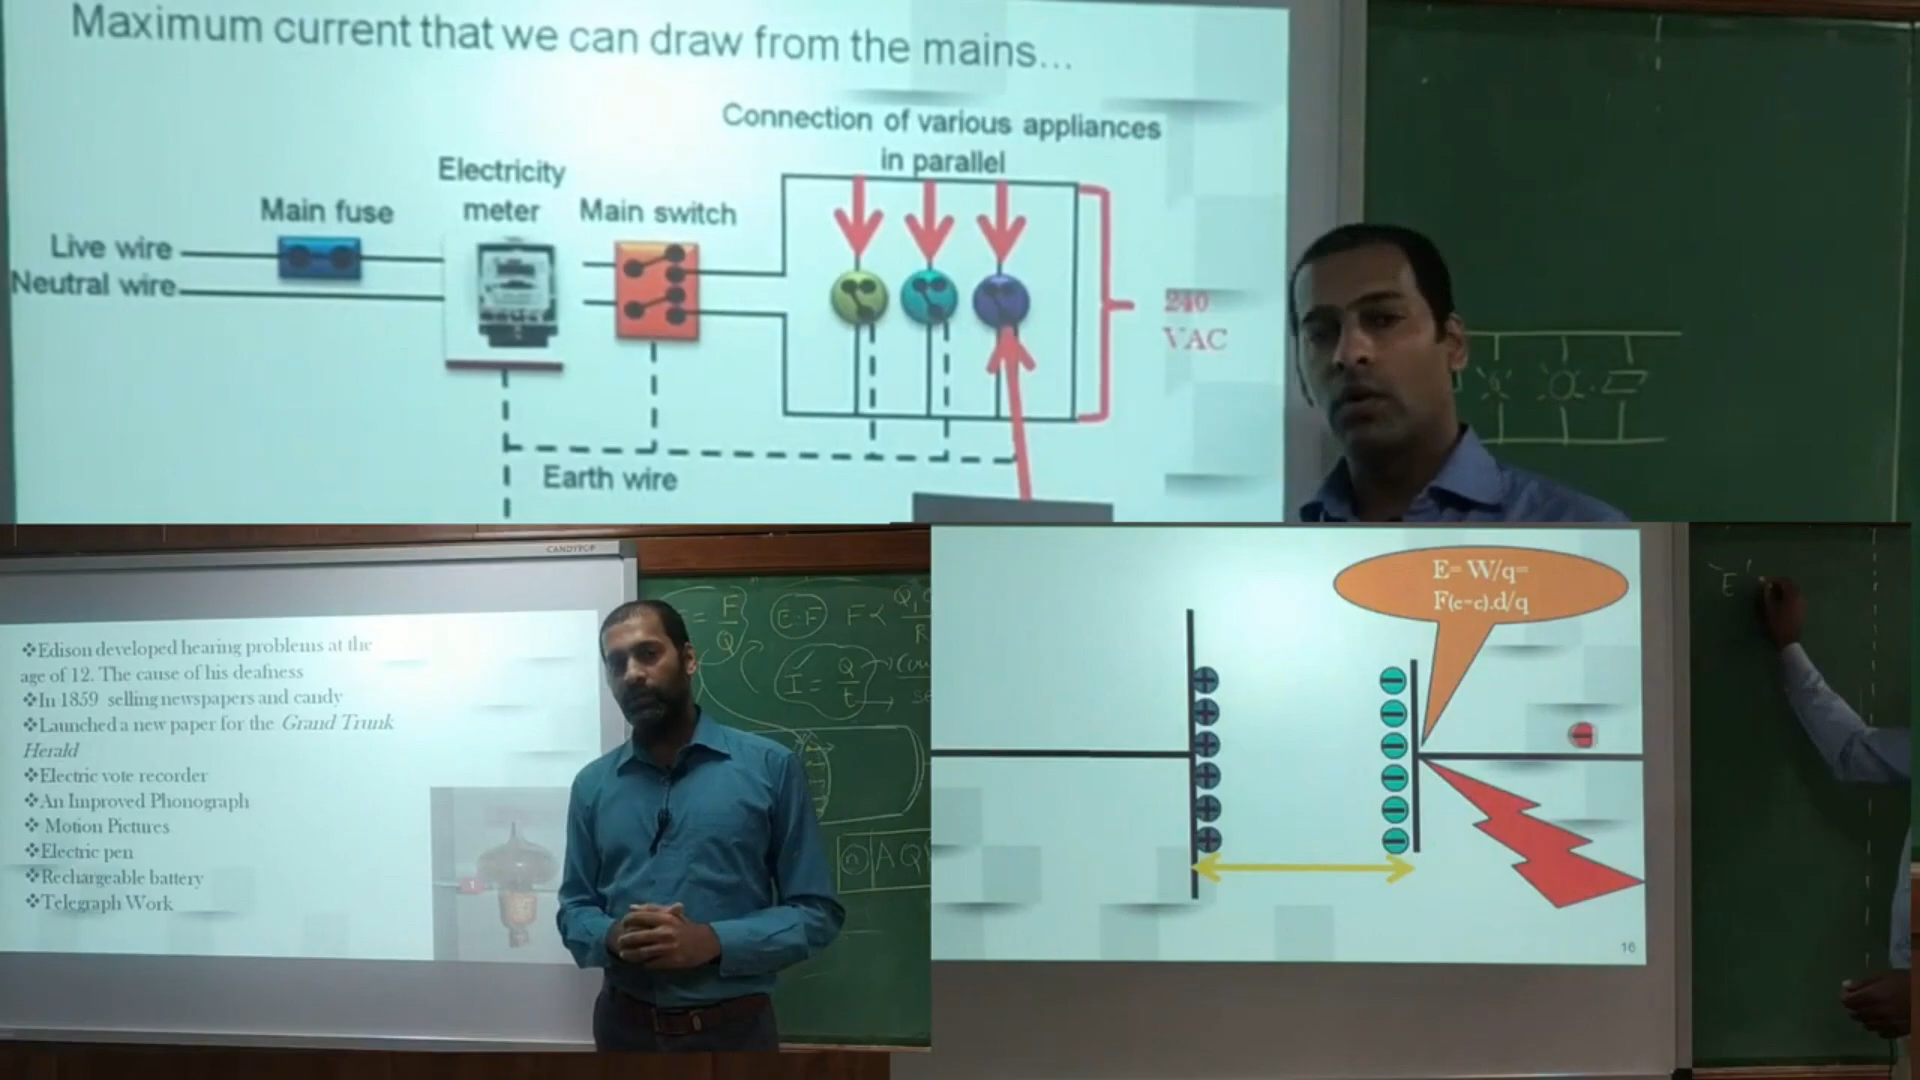 Maximum current that we can draw from the mains...
Connection of various appliances
in parallel
Electricity
meter
Main fuse
Main switch
Live wire
Neutral wire
240
VAC
Earth wire
CANDYPOP
❖Edison developed hearing problems at the
age of 12. The cause of his deafness
❖In 1859 selling newspapers and candy
❖Launched a new paper for the Grand Trunk
Herald
❖Electric vote recorder
❖An Improved Phonograph
❖ Motion Pictures
❖Electric pen
❖Rechargeable battery
❖Telegraph Work
= F/Q
E.F
I = Q/t
E= W/q=
F(c-c).d/q
16
'E'